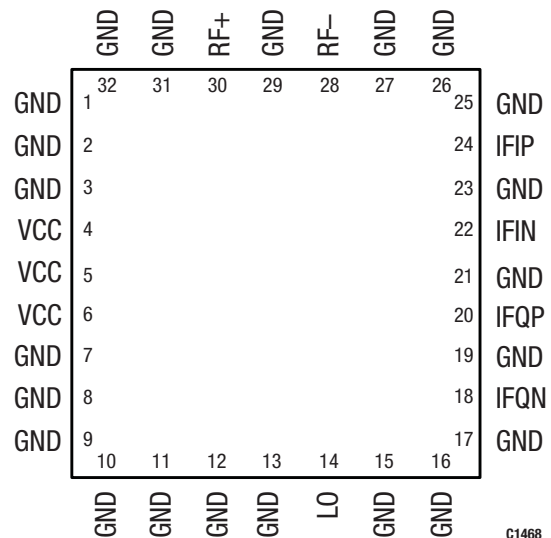 GND GND RF+ GND RF– GND GND
32 31 30 29 28 27 26
GND 1 25 GND
GND 2 24 IFIP
GND 3 23 GND
VCC 4 22 IFIN
VCC 5 21 GND
VCC 6 20 IFQP
GND 7 19 GND
GND 8 18 IFQN
GND 9 17 GND
10 11 12 13 14 15 16
GND GND GND GND LO GND GND
C1468